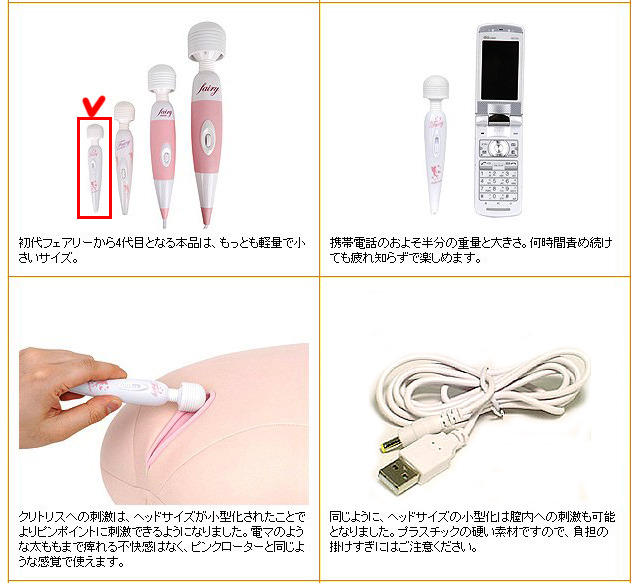 fairy
fairy
Fairy
初代フェアリーから4代目となる本品は、もっとも軽量で小
さいサイズ。
携帯電話のおよそ半分の重量と大きさ。何時間責め続け
ても疲れ知らずで楽しめます。
クリトリスへの刺激は、ヘッドサイズが小型化されたことで
よりピンポイントに刺激できるようになりました。電マのよう
な太ももまで痺れる不快感はなく、ピンクローターと同じよ
うな感覚で使えます。
同じように、ヘッドサイズの小型化は膣内への刺激も可能
となりました。プラスチックの硬い素材ですので、負担の
掛けすぎにはご注意ください。